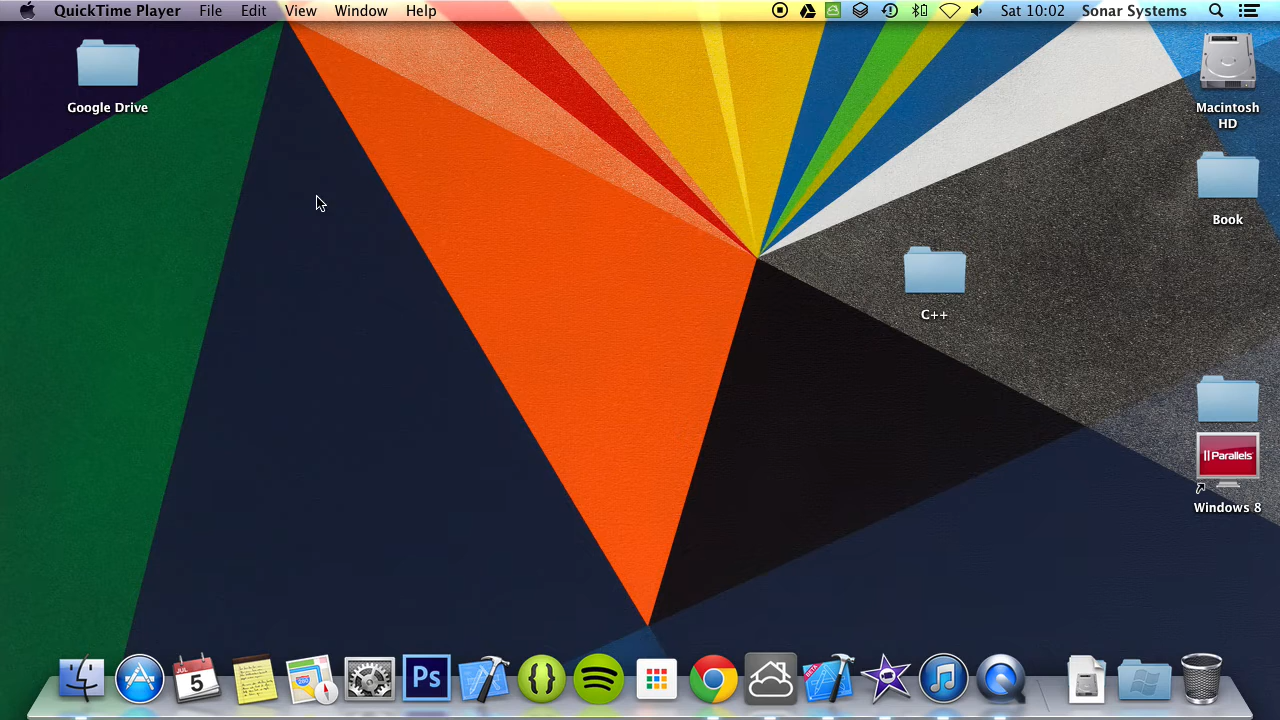 QuickTime Player File Edit View Window Help Sat 10:02 Sonar Systems
Google Drive
Macintosh
HD
Book
C++
Parallels
Windows 8
JUL
5
Ps
{}